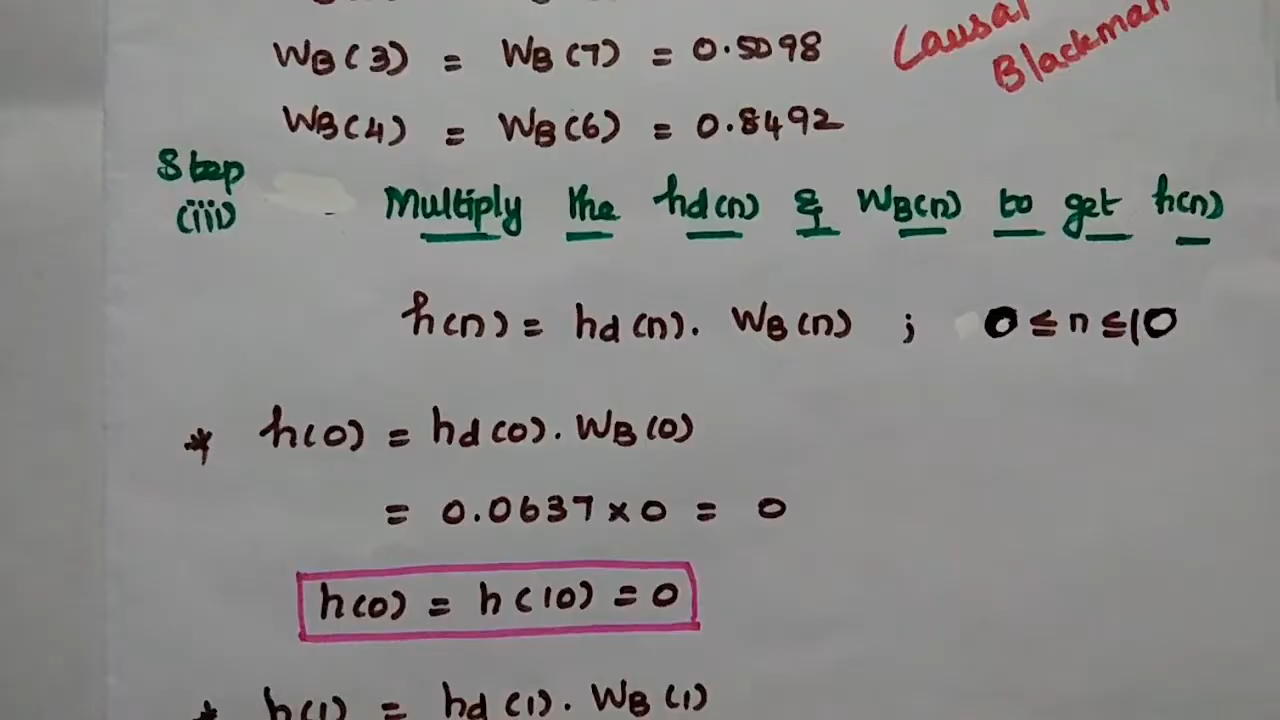 WB(3) = WB(7) = 0.5098
Causal
Blackman
WB(4) = WB(6) = 0.8492
Step
(iii)
Multiply the hd(n) & WB(n) to get h(n)
h(n) = hd(n). WB(n) ; 0 ≤ n ≤ 10
* h(0) = hd(0). WB(0)
= 0.0637 × 0 = 0
h(0) = h(10) = 0
* h(1) = hd(1). WB(1)